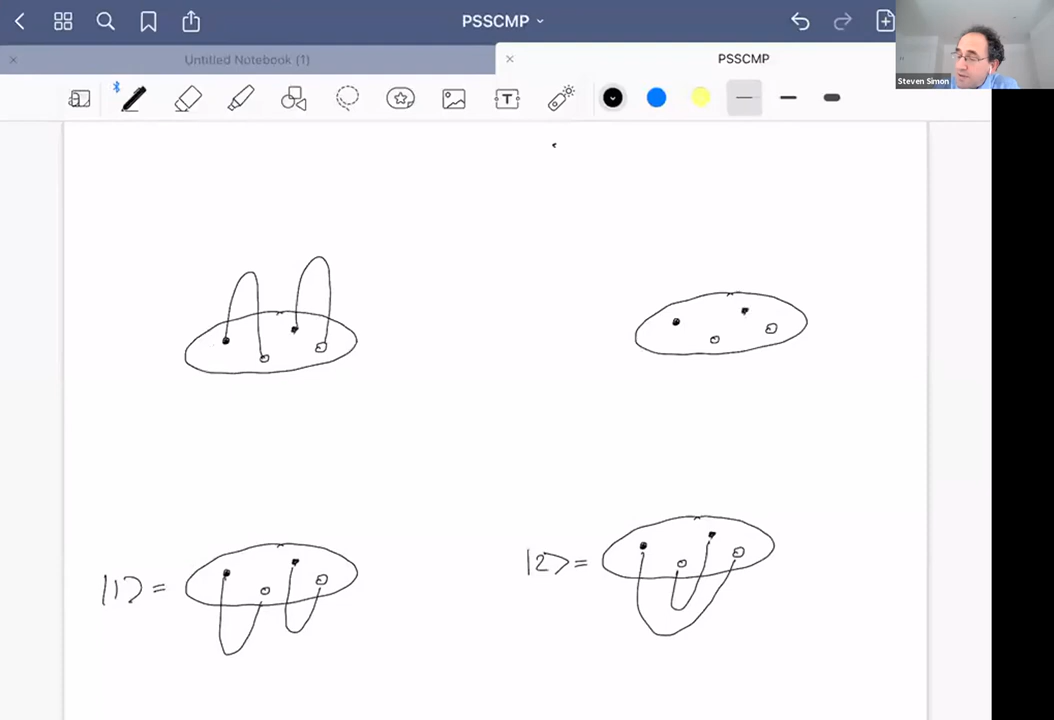 PSSCMP
Untitled Notebook (1)
PSSCMP
Steven Simon
T
|1⟩ =
|2⟩ =